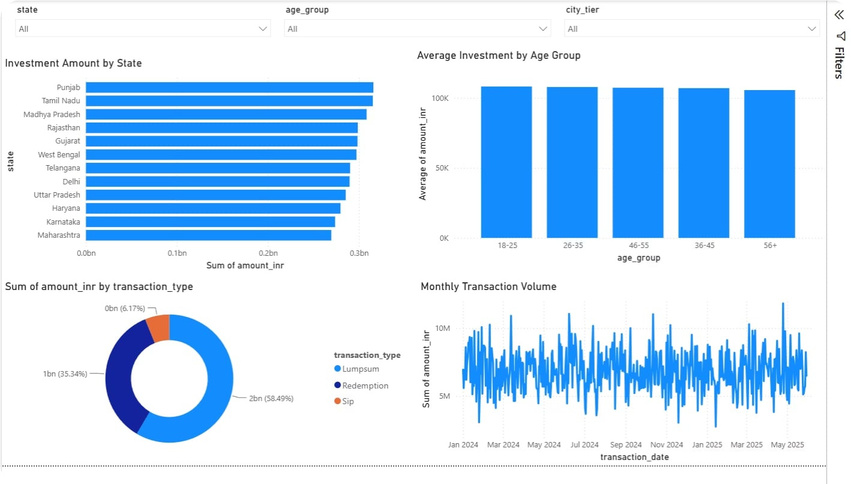 state
age_group
city_tier
All
All
All
Filters
Investment Amount by State
state
Punjab
Tamil Nadu
Madhya Pradesh
Rajasthan
Gujarat
West Bengal
Telangana
Delhi
Uttar Pradesh
Haryana
Karnataka
Maharashtra
0.0bn
0.1bn
0.2bn
0.3bn
Sum of amount_inr
Average Investment by Age Group
Average of amount_inr
100K
50K
0K
18-25
26-35
46-55
36-45
56+
age_group
Sum of amount_inr by transaction_type
0bn (6.17%)
1bn (35.34%)
2bn (58.49%)
transaction_type
Lumpsum
Redemption
Sip
Monthly Transaction Volume
Sum of amount_inr
10M
5M
Jan 2024
Mar 2024
May 2024
Jul 2024
Sep 2024
Nov 2024
Jan 2025
Mar 2025
May 2025
transaction_date